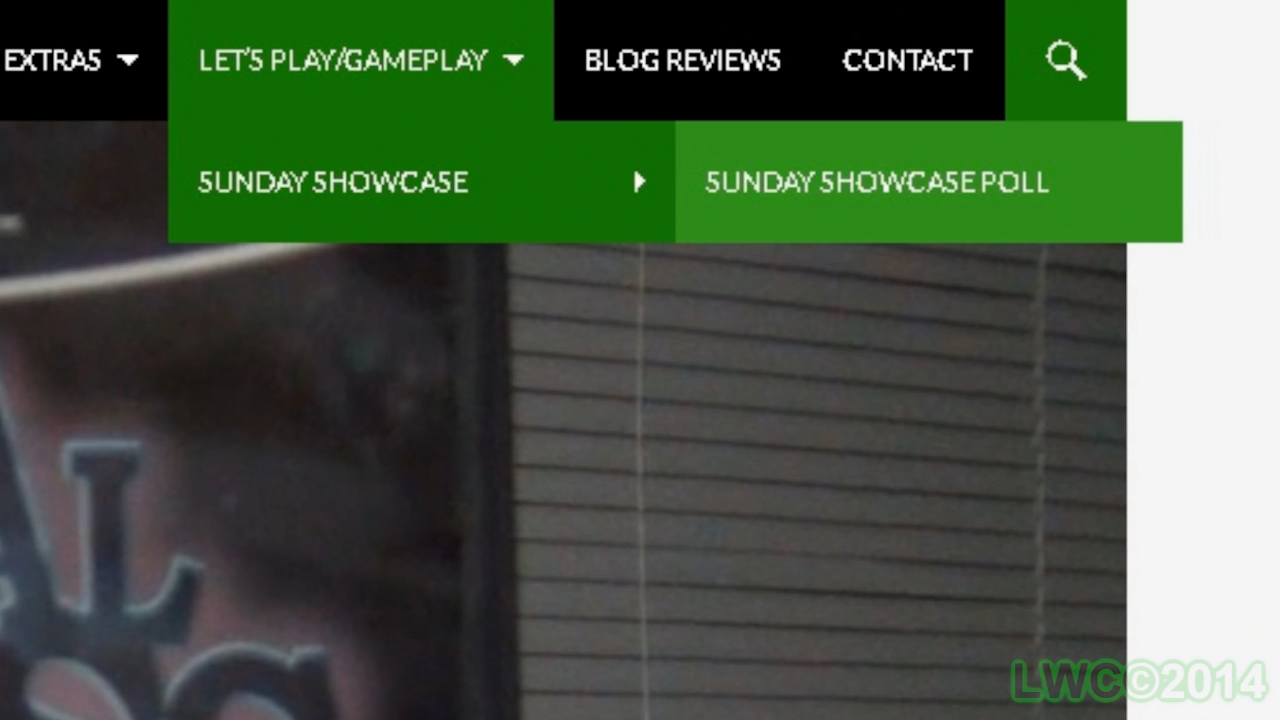 EXTRAS LET'S PLAY/GAMEPLAY BLOG REVIEWS CONTACT
SUNDAY SHOWCASE SUNDAY SHOWCASE POLL
L
LWC©2014